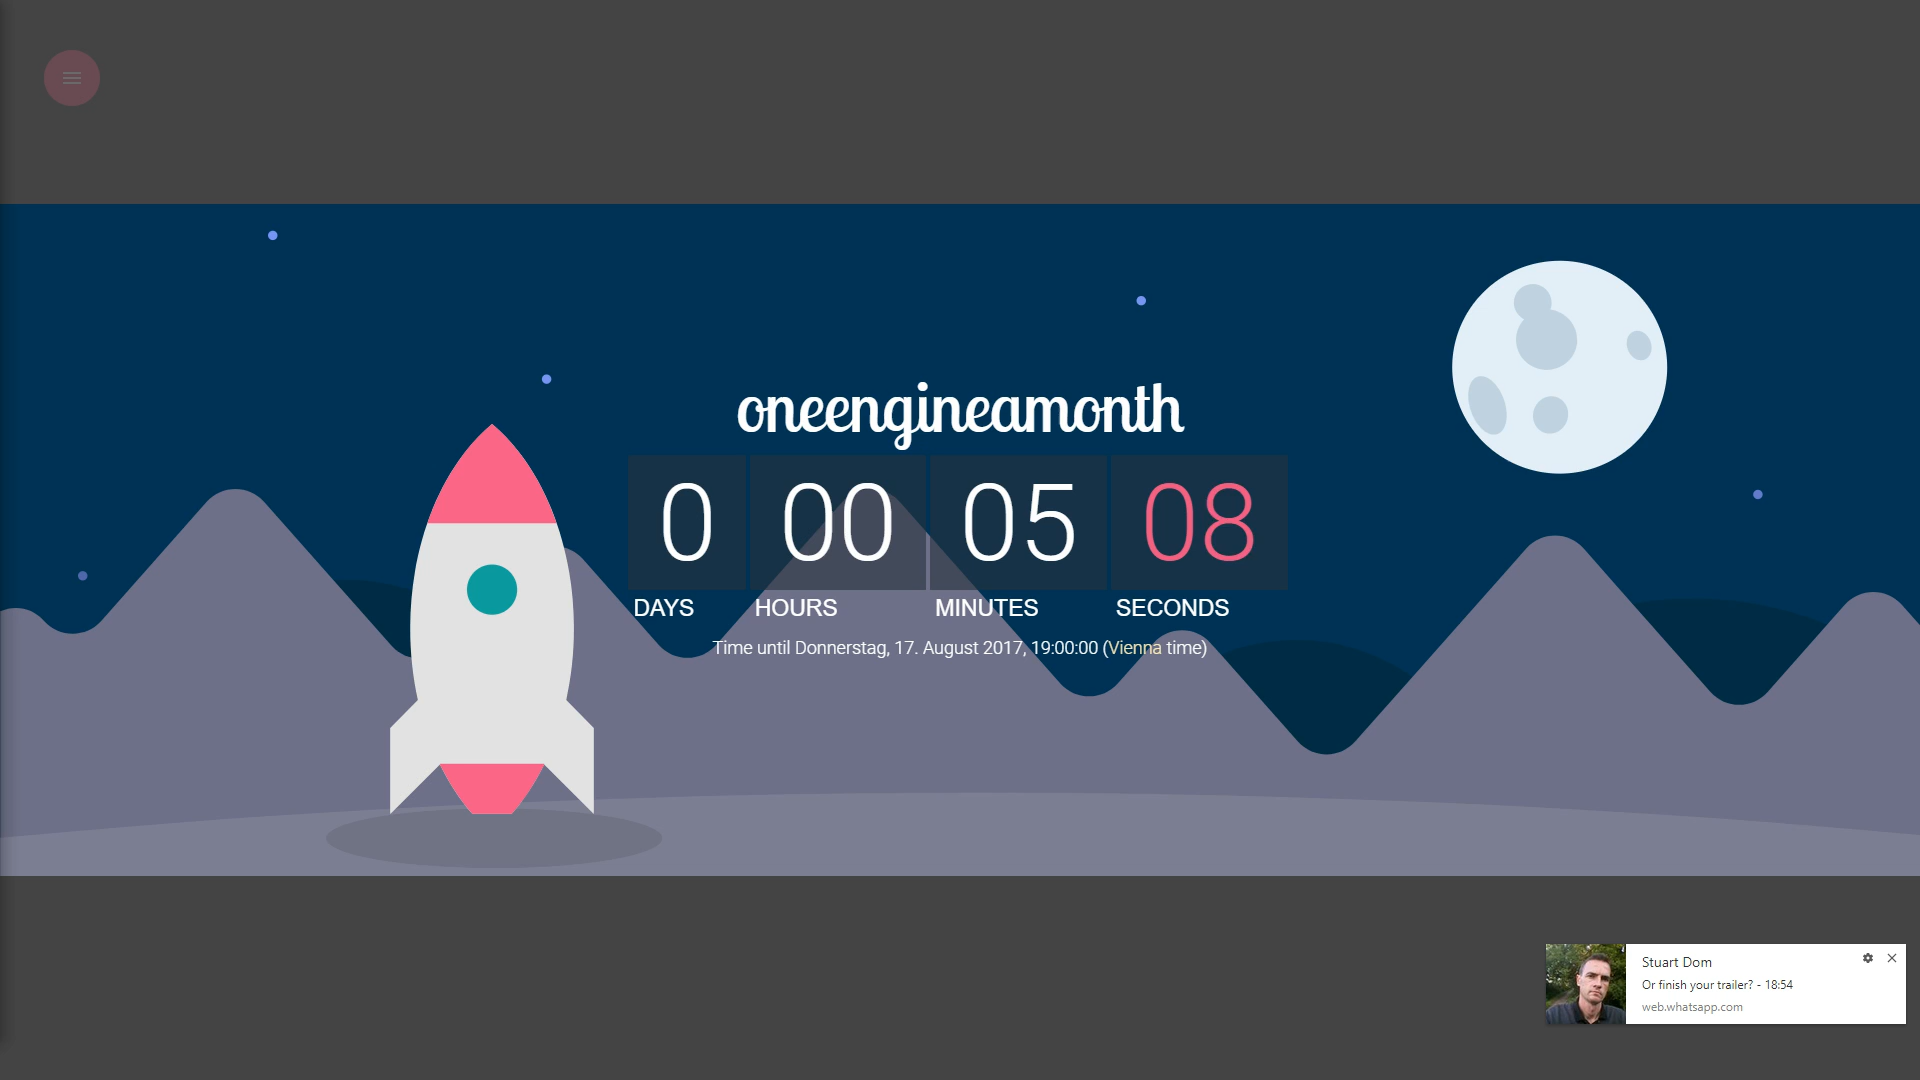 oneengineamonth
0 00 05 08
DAYS HOURS MINUTES SECONDS
Time until Donnerstag, 17. August 2017, 19:00:00 (Vienna time)
Stuart Dom
Or finish your trailer? - 18:54
web.whatsapp.com